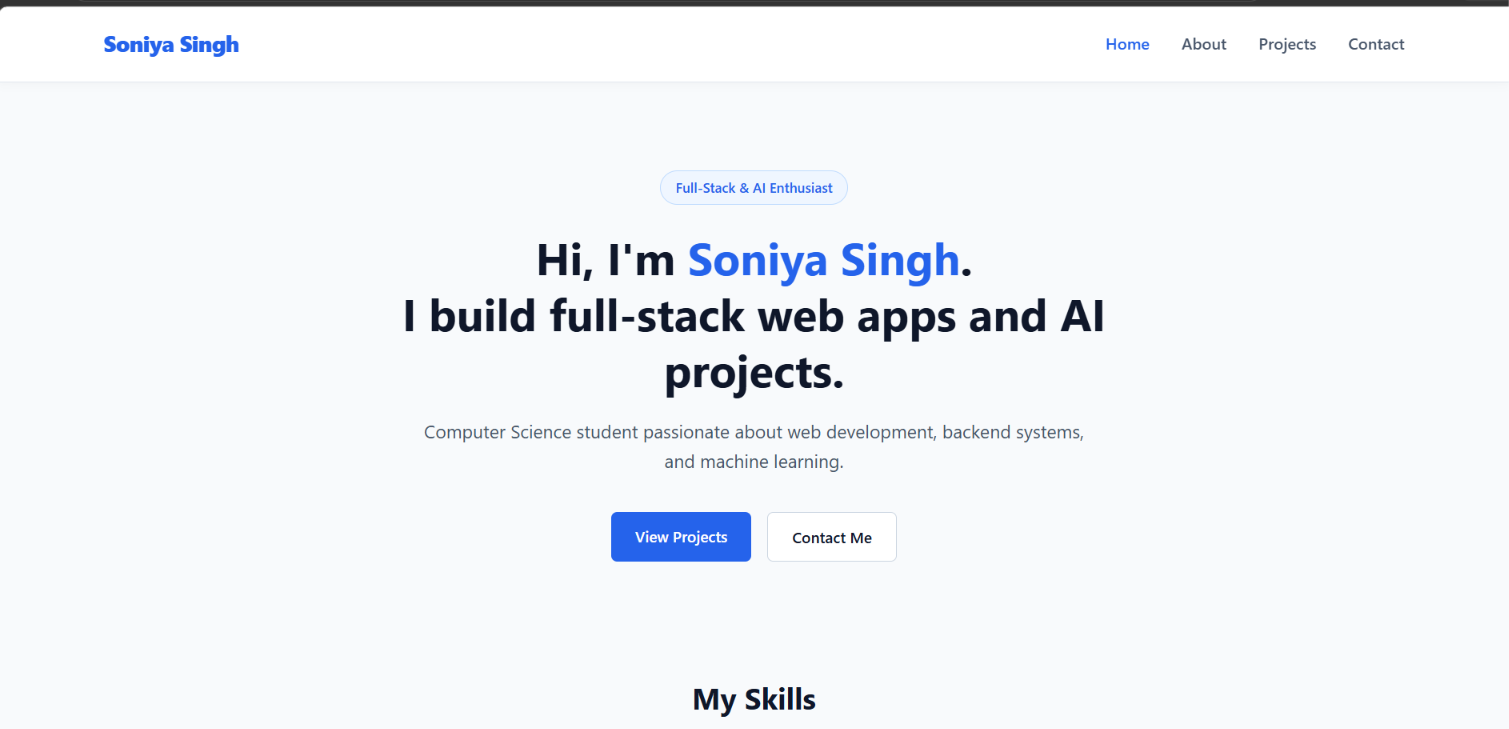 Soniya Singh
Home About Projects Contact
Full-Stack & AI Enthusiast
Hi, I'm Soniya Singh.
I build full-stack web apps and AI
projects.
Computer Science student passionate about web development, backend systems,
and machine learning.
View Projects Contact Me
My Skills